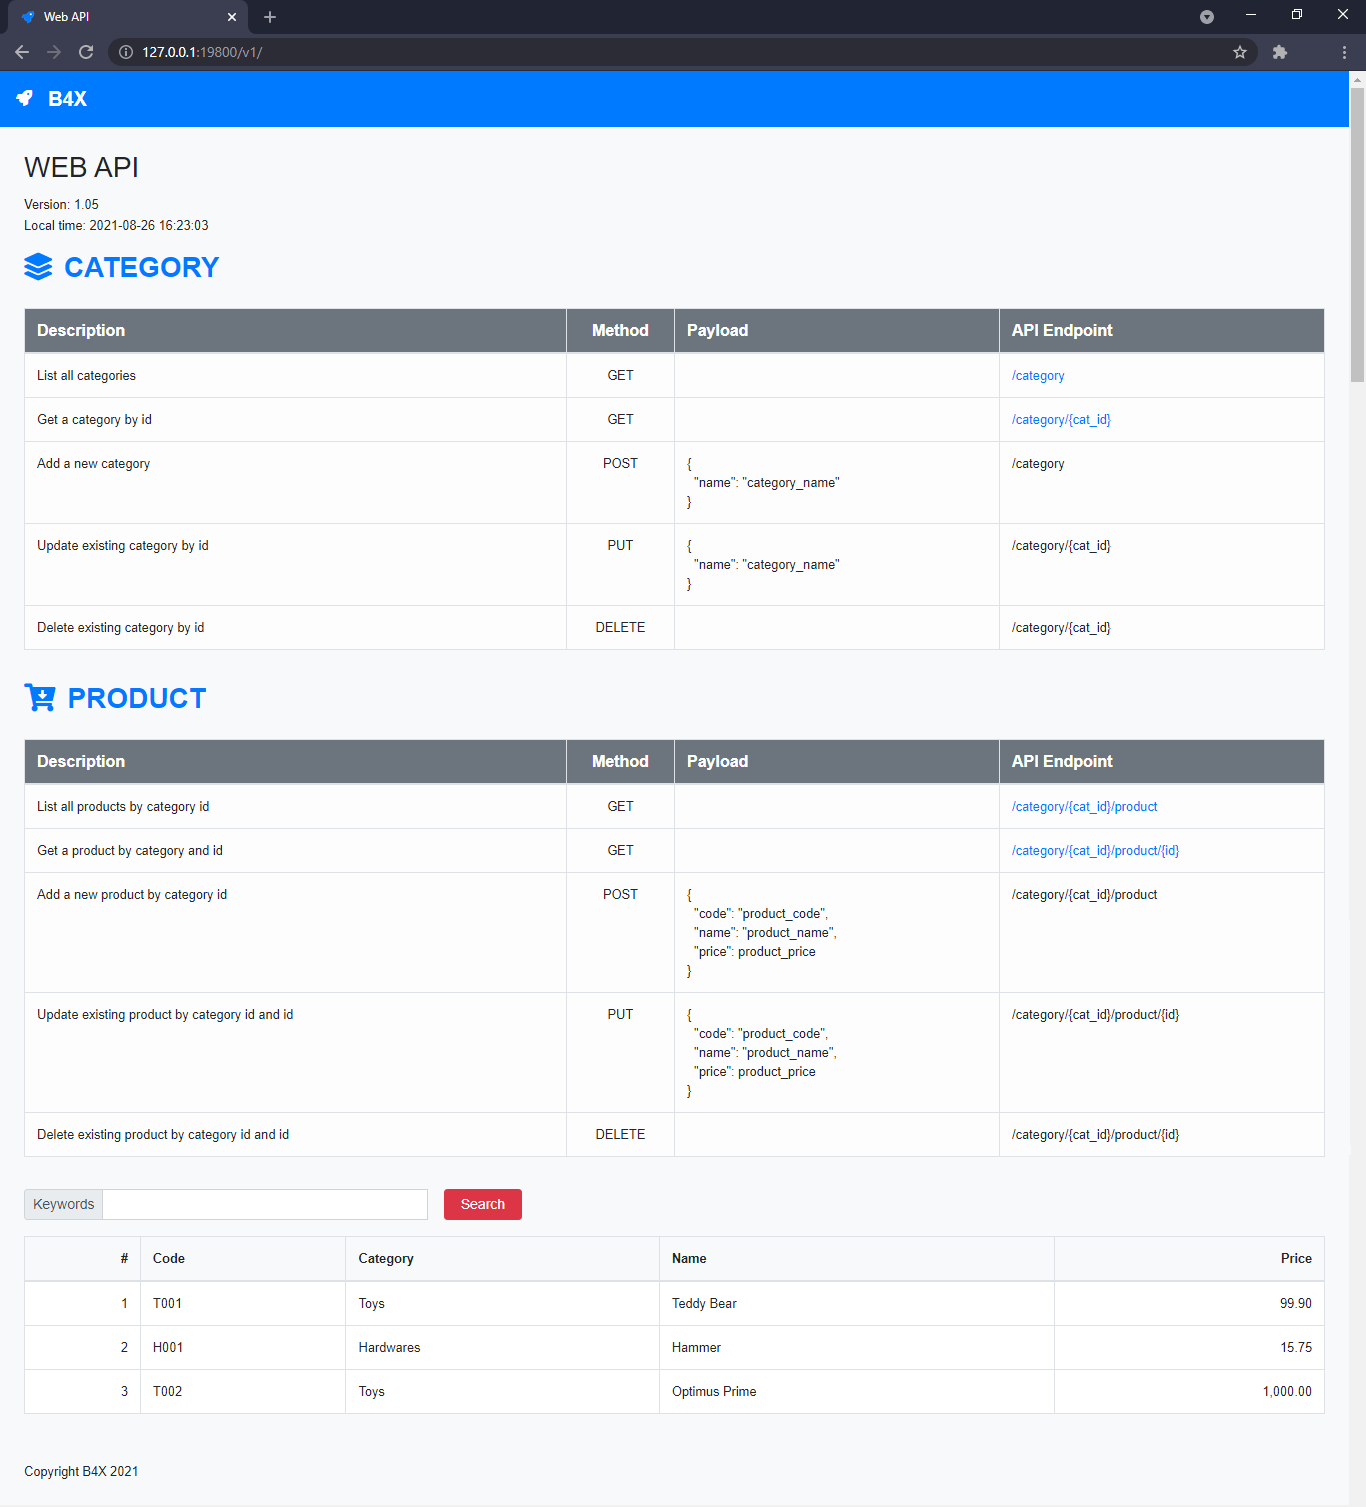 Web API
127.0.0.1:19800/v1/
B4X
WEB API
Version: 1.05
Local time: 2021-08-26 16:23:03
CATEGORY
Description Method Payload API Endpoint
List all categories GET /category
Get a category by id GET /category/{cat_id}
Add a new category POST { /category
"name": "category_name"
}
Update existing category by id PUT { /category/{cat_id}
"name": "category_name"
}
Delete existing category by id DELETE /category/{cat_id}
PRODUCT
Description Method Payload API Endpoint
List all products by category id GET /category/{cat_id}/product
Get a product by category and id GET /category/{cat_id}/product/{id}
Add a new product by category id POST { /category/{cat_id}/product
"code": "product_code",
"name": "product_name",
"price": product_price
}
Update existing product by category id and id PUT { /category/{cat_id}/product/{id}
"code": "product_code",
"name": "product_name",
"price": product_price
}
Delete existing product by category id and id DELETE /category/{cat_id}/product/{id}
Keywords Search
# Code Category Name Price
1 T001 Toys Teddy Bear 99.90
2 H001 Hardwares Hammer 15.75
3 T002 Toys Optimus Prime 1,000.00
Copyright B4X 2021